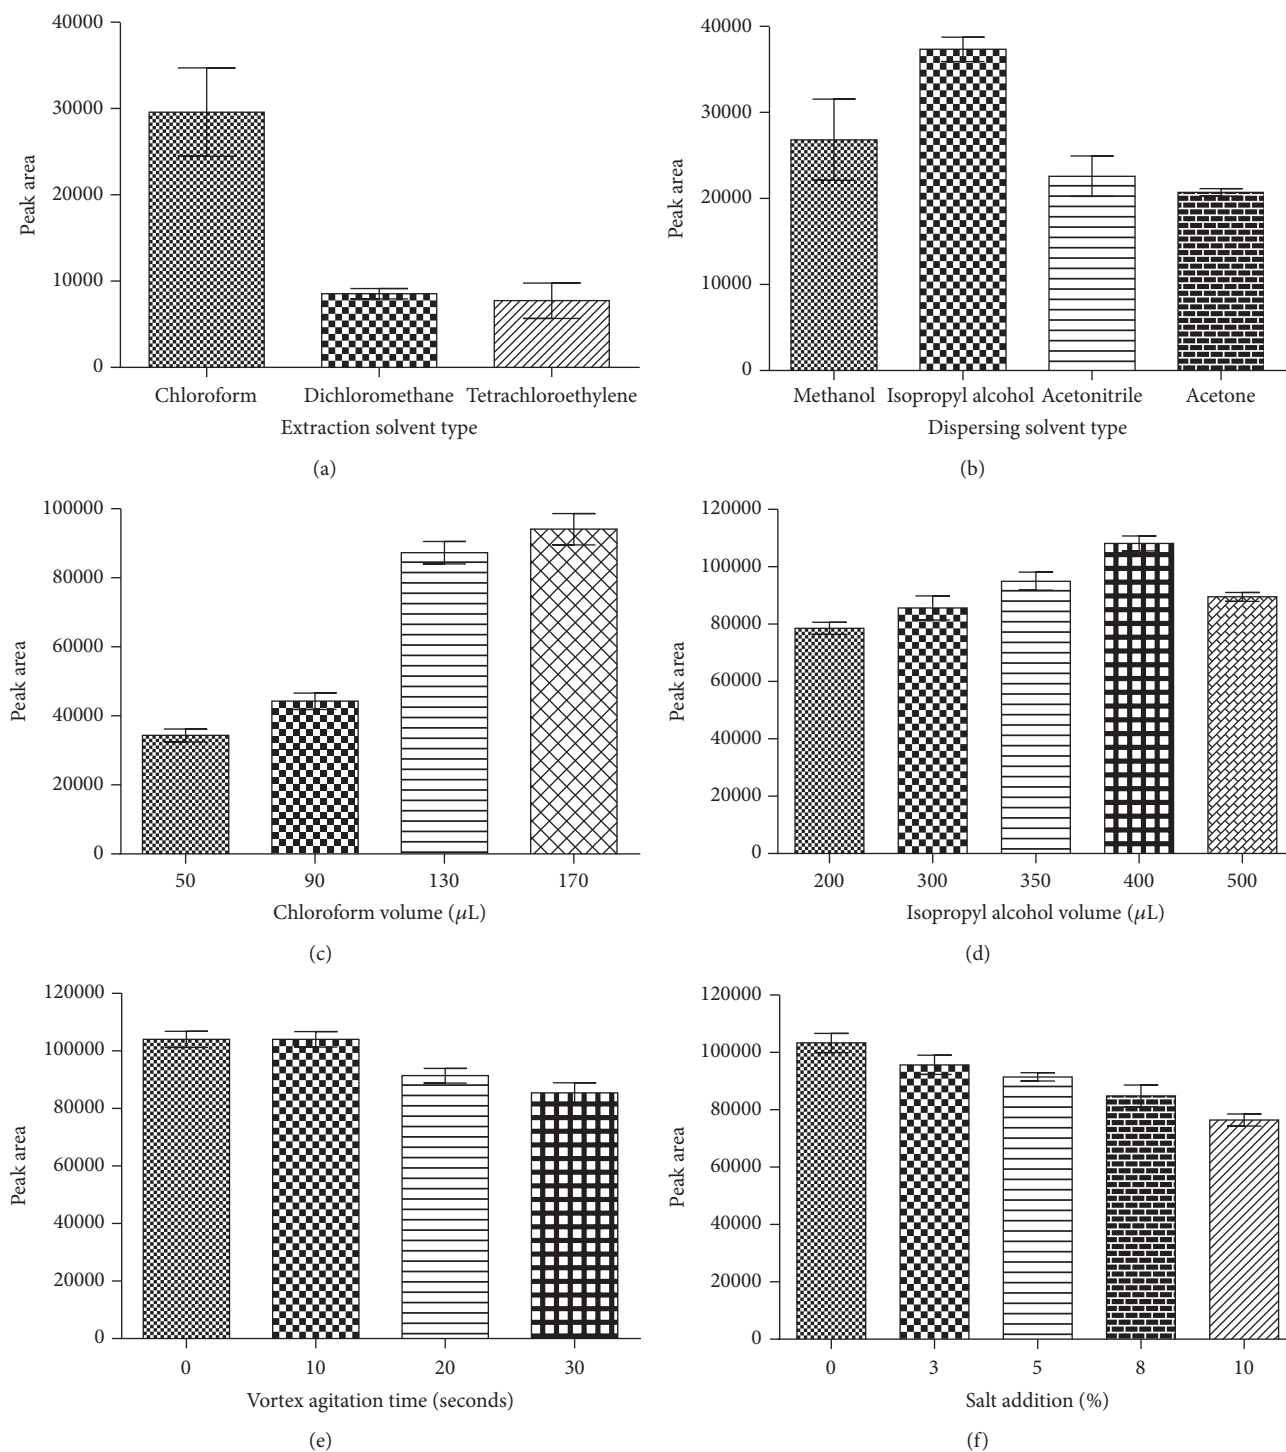 40000
30000
20000
10000
0
Peak area
Chloroform Dichloromethane Tetrachloroethylene
Extraction solvent type
(a)
40000
30000
20000
10000
0
Peak area
Methanol Isopropyl alcohol Acetonitrile Acetone
Dispersing solvent type
(b)
100000
80000
60000
40000
20000
0
Peak area
50 90 130 170
Chloroform volume (μL)
(c)
120000
100000
80000
60000
40000
20000
0
Peak area
200 300 350 400 500
Isopropyl alcohol volume (μL)
(d)
120000
100000
80000
60000
40000
20000
0
Peak area
0 10 20 30
Vortex agitation time (seconds)
(e)
120000
100000
80000
60000
40000
20000
0
Peak area
0 3 5 8 10
Salt addition (%)
(f)